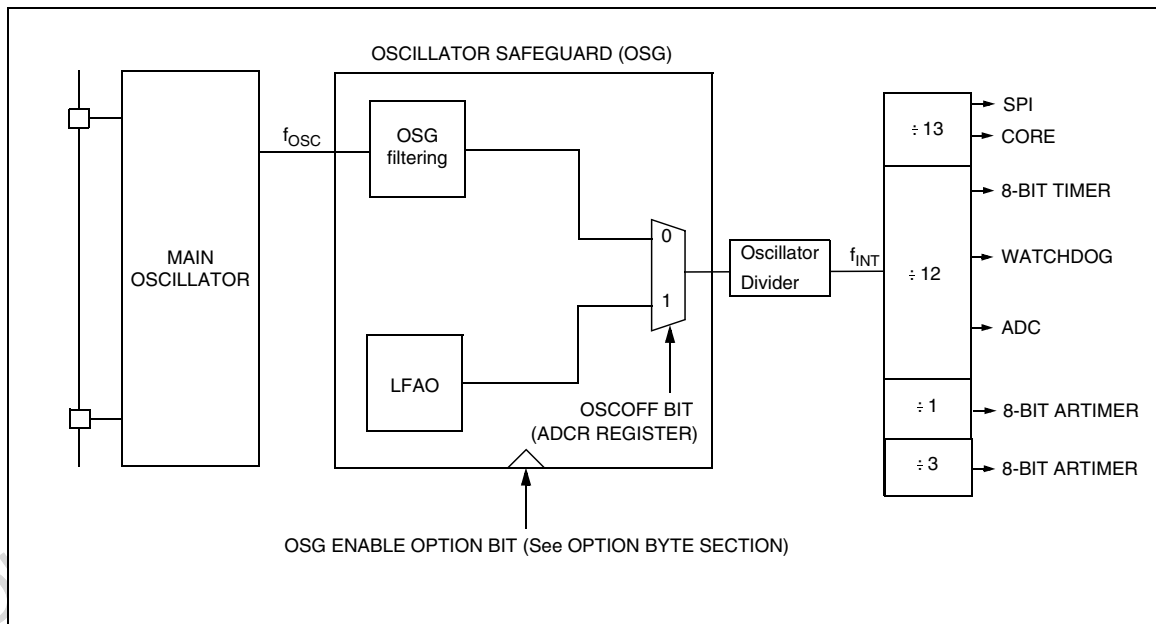 OSCILLATOR SAFEGUARD (OSG)
MAIN
OSCILLATOR
fOSC
OSG
filtering
LFAO
0
1
OSCOFF BIT
(ADCR REGISTER)
OSG ENABLE OPTION BIT (See OPTION BYTE SECTION)
Oscillator
Divider
fINT
÷ 13
÷ 12
÷ 1
÷ 3
SPI
CORE
8-BIT TIMER
WATCHDOG
ADC
8-BIT ARTIMER
8-BIT ARTIMER